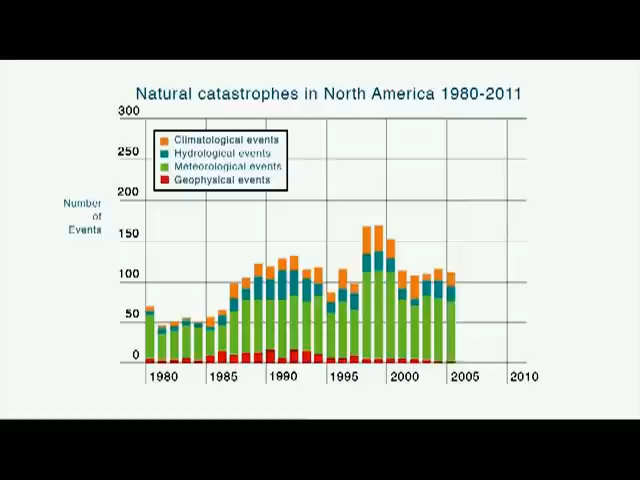 Natural catastrophes in North America 1980-2011
300
250
200
150
100
50
0
Number
of
Events
Climatological events
Hydrological events
Meteorological events
Geophysical events
1980 1985 1990 1995 2000 2005 2010